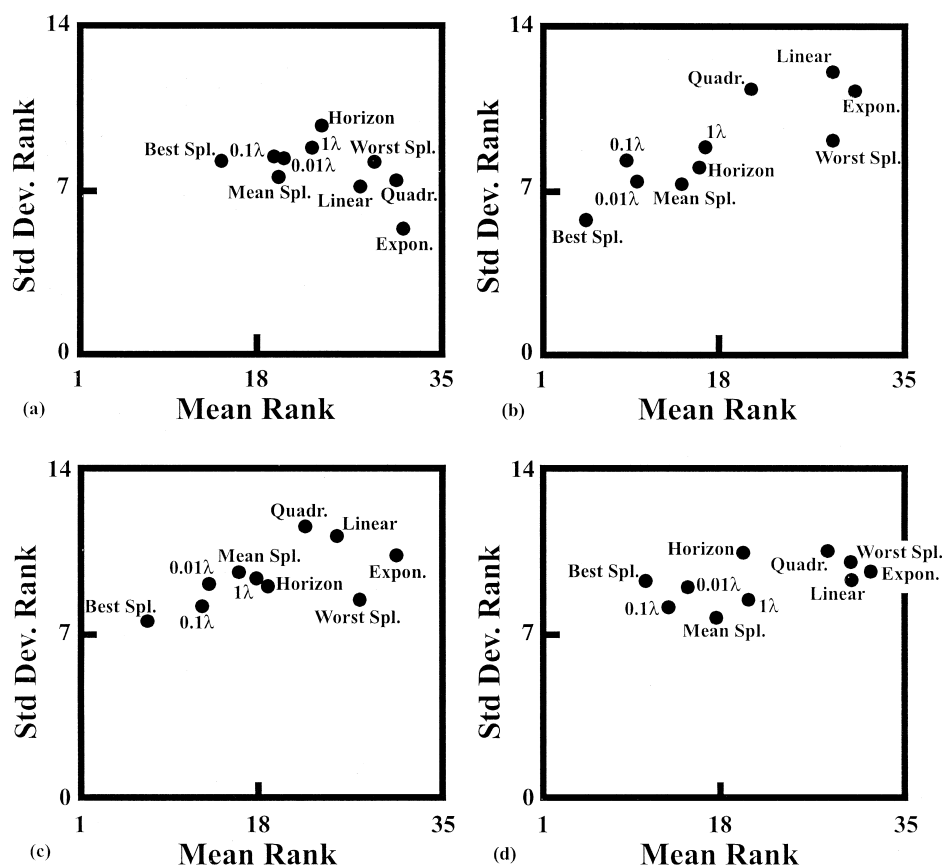 14
Horizon
Best Spl.
0.1λ
1λ
Worst Spl.
0.01λ
Mean Spl.
Linear
Quadr.
7
Expon.
Std Dev. Rank
0
1
18
35
(a)
Mean Rank
14
Linear
Quadr.
Expon.
1λ
0.1λ
Worst Spl.
Horizon
0.01λ
Mean Spl.
7
Best Spl.
Std Dev. Rank
0
1
18
35
(b)
Mean Rank
14
Quadr.
Linear
Mean Spl.
0.01λ
Expon.
1λ
Horizon
Best Spl.
0.1λ
Worst Spl.
7
Std Dev. Rank
0
1
18
35
(c)
Mean Rank
14
Horizon
Worst Spl.
Quadr.
Best Spl.
Expon.
0.01λ
Linear
0.1λ
1λ
Mean Spl.
7
Std Dev. Rank
0
1
18
35
(d)
Mean Rank